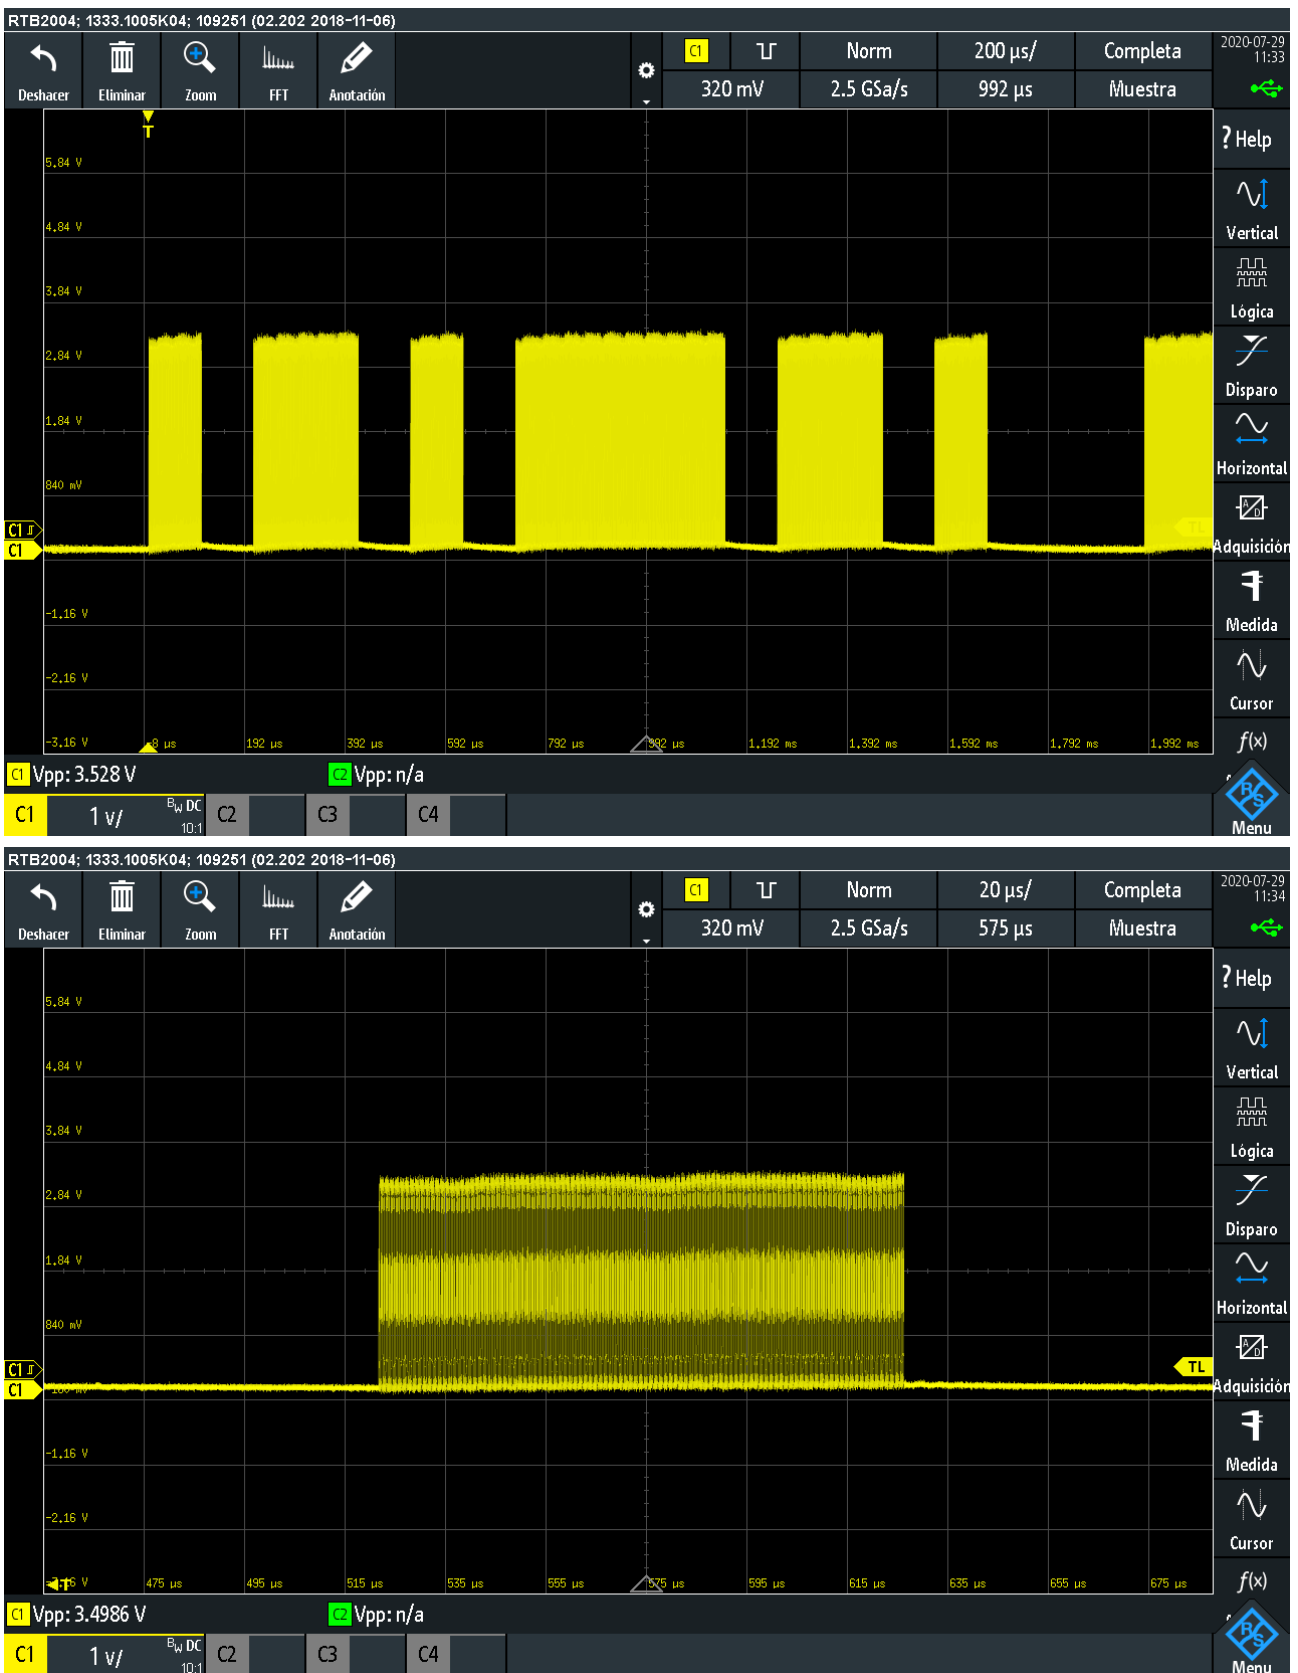 RTB2004; 1333.1005K04; 109251 (02.202 2018-11-06)
Deshacer Eliminar Zoom FFT Anotación
C1 Norm 200 µs/ Completa
320 mV 2.5 GSa/s 992 µs Muestra
2020-07-29
11:33
T
5.84 V
4.84 V
3.84 V
2.84 V
1.84 V
840 mV
C1
C1
TL
-1.16 V
-2.16 V
-3.16 V -8 µs 192 µs 392 µs 592 µs 792 µs 992 µs 1.192 ms 1.392 ms 1.592 ms 1.792 ms 1.992 ms
? Help
Vertical
Lógica
Disparo
Horizontal
Adquisición
Medida
Cursor
f(x)
R&S
Menu
C1 Vpp: 3.528 V C2 Vpp: n/a
C1 1 V/ BW DC 10:1 C2 C3 C4
RTB2004; 1333.1005K04; 109251 (02.202 2018-11-06)
Deshacer Eliminar Zoom FFT Anotación
C1 Norm 20 µs/ Completa
320 mV 2.5 GSa/s 575 µs Muestra
2020-07-29
11:34
5.84 V
4.84 V
3.84 V
2.84 V
1.84 V
840 mV
C1
C1
TL
-1.16 V
-2.16 V
T V 475 µs 495 µs 515 µs 535 µs 555 µs 575 µs 595 µs 615 µs 635 µs 655 µs 675 µs
? Help
Vertical
Lógica
Disparo
Horizontal
Adquisición
Medida
Cursor
f(x)
R&S
Menu
C1 Vpp: 3.4986 V C2 Vpp: n/a
C1 1 V/ BW DC 10:1 C2 C3 C4